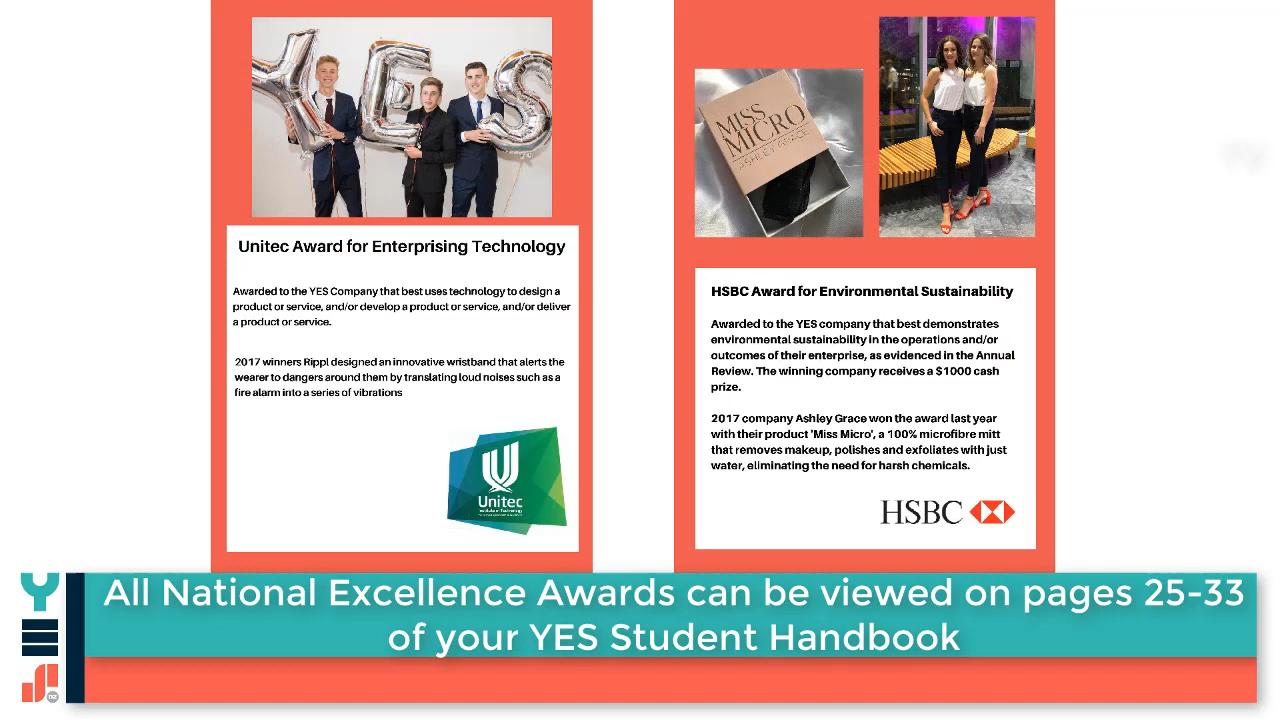 YES
Unitec Award for Enterprising Technology
Awarded to the YES Company that best uses technology to design a
product or service, and/or develop a product or service, and/or deliver
a product or service.
2017 winners Rippl designed an innovative wristband that alerts the
wearer to dangers around them by translating loud noises such as a
fire alarm into a series of vibrations
Unitec
Institute of Technology
MISS
MICRO
ASHLEY GRACE
HSBC Award for Environmental Sustainability
Awarded to the YES company that best demonstrates
environmental sustainability in the operations and/or
outcomes of their enterprise, as evidenced in the Annual
Review. The winning company receives a $1000 cash
prize.
2017 company Ashley Grace won the award last year
with their product 'Miss Micro', a 100% microfibre mitt
that removes makeup, polishes and exfoliates with just
water, eliminating the need for harsh chemicals.
HSBC
YES
nz
All National Excellence Awards can be viewed on pages 25-33
of your YES Student Handbook